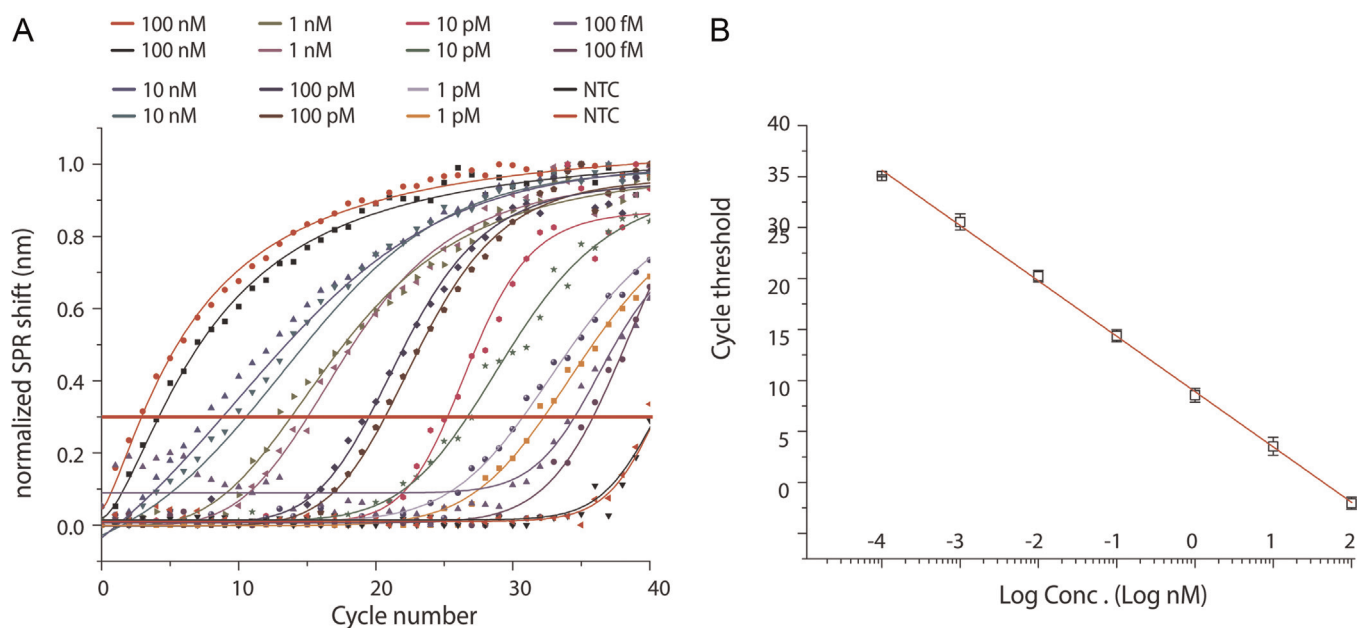 A
100 nM 1 nM 10 pM 100 fM
100 nM 1 nM 10 pM 100 fM
10 nM 100 pM 1 pM NTC
10 nM 100 pM 1 pM NTC
normalized SPR shift (nm)
1.0
0.8
0.6
0.4
0.2
0.0
0 10 20 30 40
Cycle number
B
Cycle threshold
40
35
30
25
20
15
10
5
0
-4 -3 -2 -1 0 1 2
Log Conc . (Log nM)